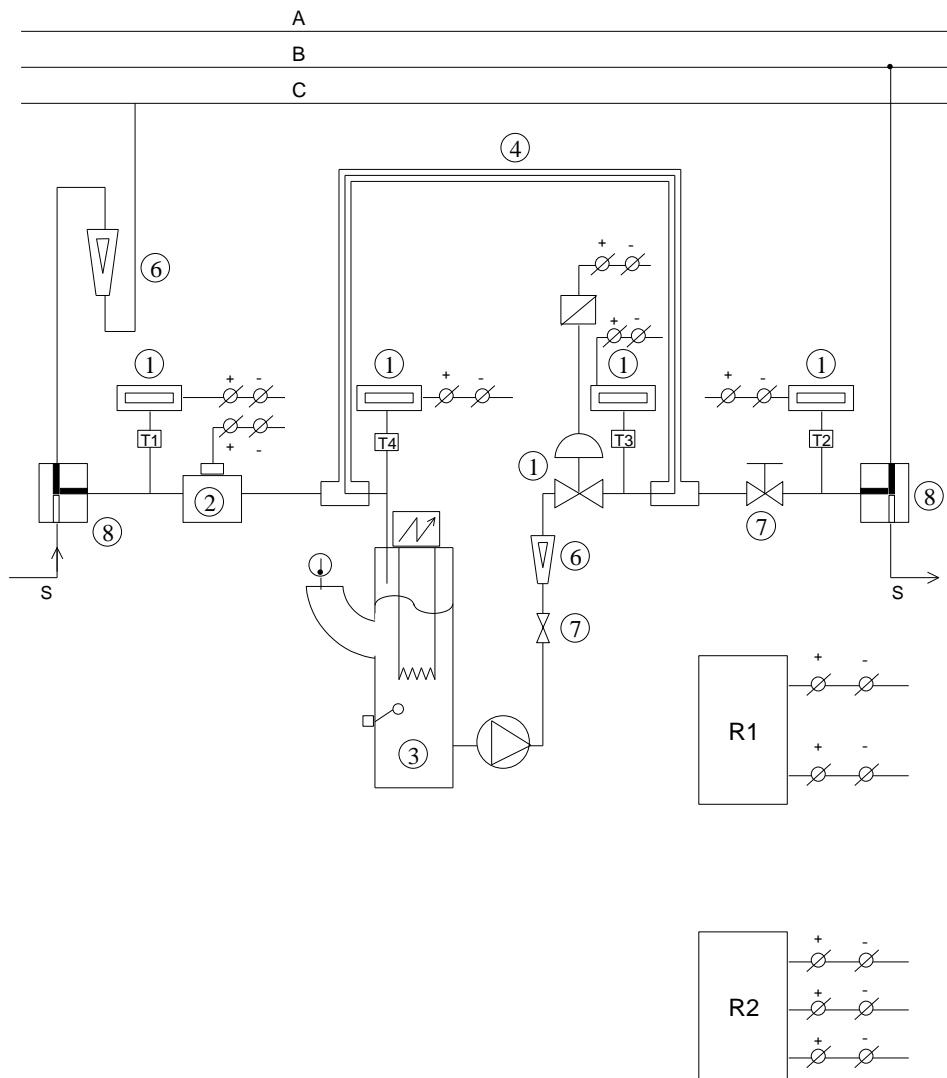 A
B
C
4
6
+ -
+ -
1 1 1 1
+ - + - + -
T1 T4 T3 T2
+ -
1
2
8 7 8
6
S S
7
+ -
R1
3
+ -
+ -
R2
+ -
+ -